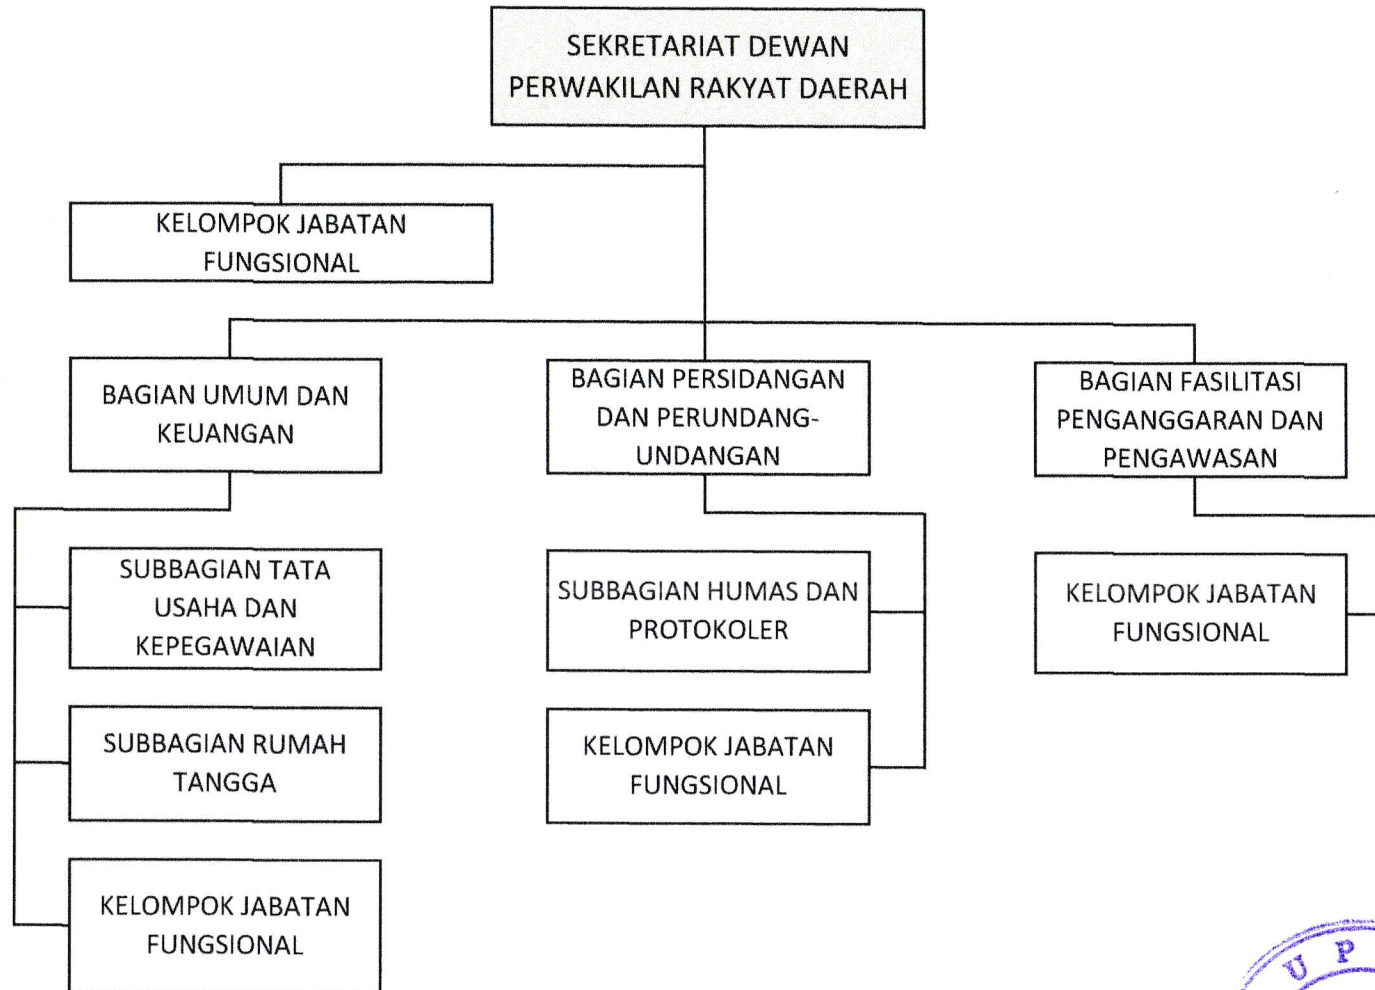 SEKRETARIAT DEWAN
PERWAKILAN RAKYAT DAERAH
KELOMPOK JABATAN
FUNGSIONAL
BAGIAN UMUM DAN
KEUANGAN
BAGIAN PERSIDANGAN
DAN PERUNDANG-
UNDANGAN
BAGIAN FASILITASI
PENGANGGARAN DAN
PENGAWASAN
SUBBAGIAN TATA
USAHA DAN
KEPEGAWAIAN
SUBBAGIAN RUMAH
TANGGA
KELOMPOK JABATAN
FUNGSIONAL
SUBBAGIAN HUMAS DAN
PROTOKOLER
KELOMPOK JABATAN
FUNGSIONAL
KELOMPOK JABATAN
FUNGSIONAL
U P